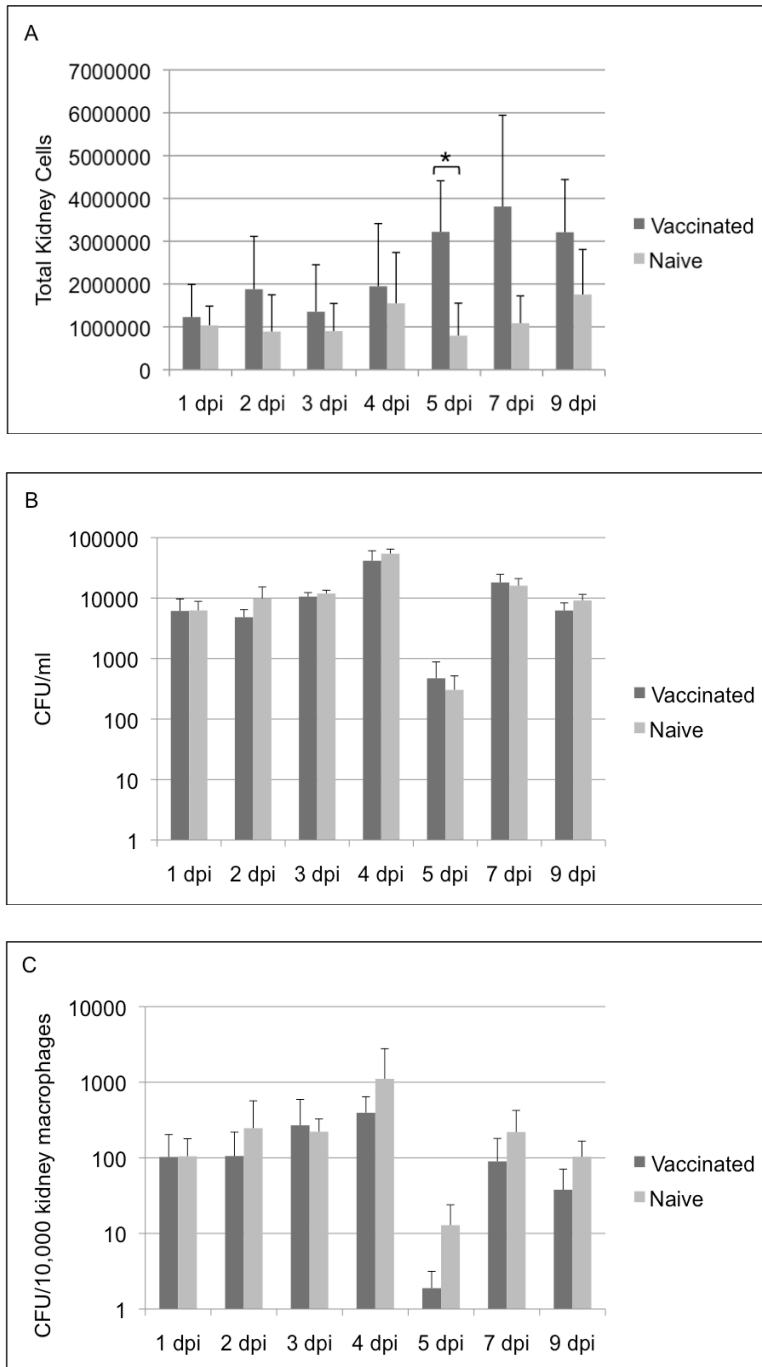 A
Total Kidney Cells
7000000
6000000
5000000
4000000
3000000
2000000
1000000
0
*
1 dpi 2 dpi 3 dpi 4 dpi 5 dpi 7 dpi 9 dpi
Vaccinated
Naive
B
CFU/ml
100000
10000
1000
100
10
1
1 dpi 2 dpi 3 dpi 4 dpi 5 dpi 7 dpi 9 dpi
Vaccinated
Naive
C
CFU/10,000 kidney macrophages
10000
1000
100
10
1
1 dpi 2 dpi 3 dpi 4 dpi 5 dpi 7 dpi 9 dpi
Vaccinated
Naive